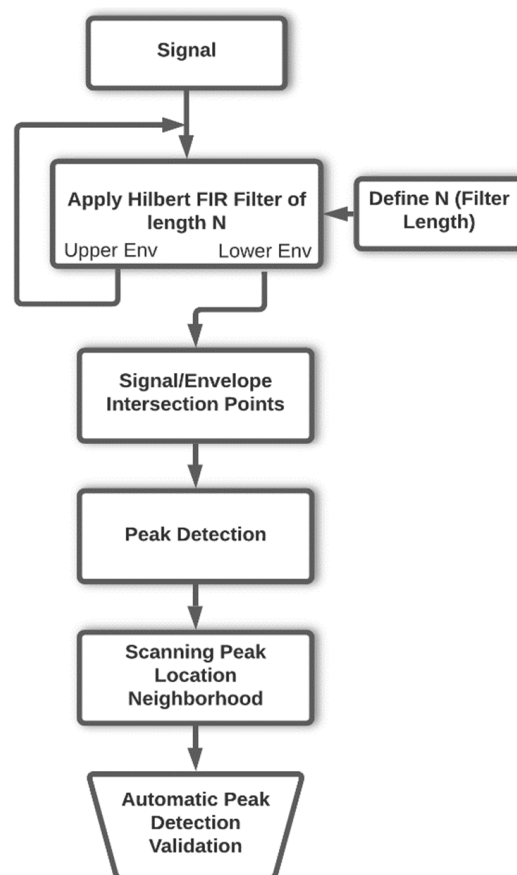 Signal
Apply Hilbert FIR Filter of
length N
Upper Env
Lower Env
Define N (Filter
Length)
Signal/Envelope
Intersection Points
Peak Detection
Scanning Peak
Location
Neighborhood
Automatic Peak
Detection
Validation